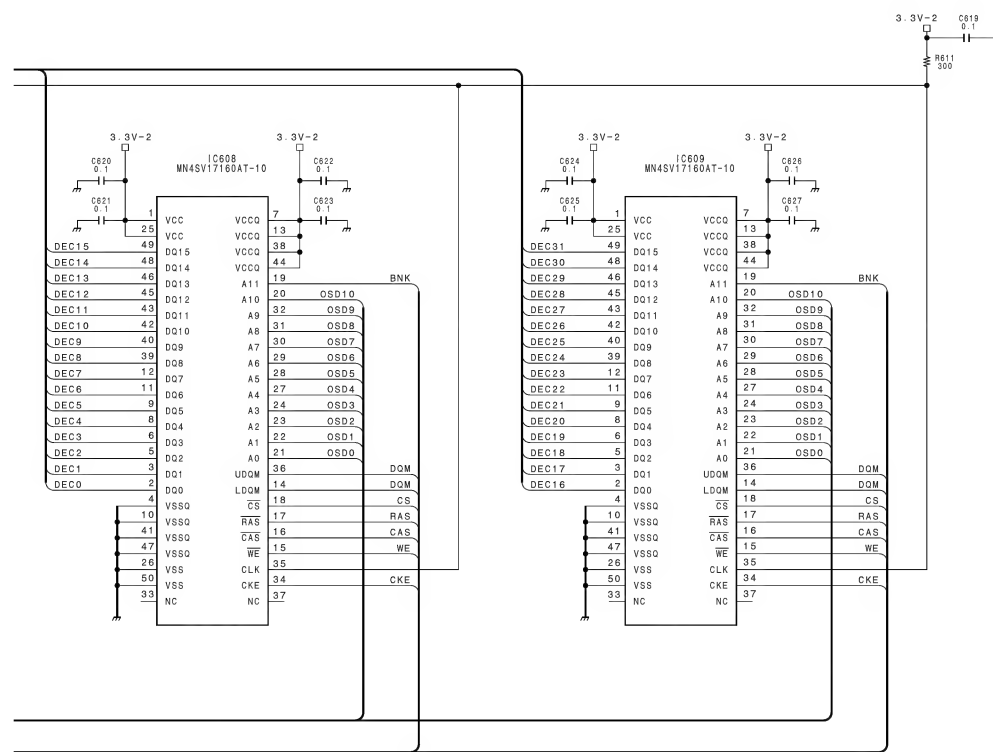 3.3V-2 C619
0.1
R611
300
3.3V-2 3.3V-2 3.3V-2 3.3V-2
IC608 IC609
MN4SV17160AT-10 MN4SV17160AT-10
C620 C622 C624 C626
0.1 0.1 0.1 0.1
C621 C623 C625 C627
0.1 0.1 0.1 0.1
1 VCC VCCQ 7 1 VCC VCCQ 7
25 VCC VCCQ 13 25 VCC VCCQ 13
DEC15 49 DQ15 VCCQ 38 DEC31 49 DQ15 VCCQ 38
DEC14 48 DQ14 VCCQ 44 DEC30 48 DQ14 VCCQ 44
DEC13 46 DQ13 A11 19 BNK DEC29 46 DQ13 A11 19 BNK
DEC12 45 DQ12 A10 20 OSD10 DEC28 45 DQ12 A10 20 OSD10
DEC11 43 DQ11 A9 32 OSD9 DEC27 43 DQ11 A9 32 OSD9
DEC10 42 DQ10 A8 31 OSD8 DEC26 42 DQ10 A8 31 OSD8
DEC9 40 DQ9 A7 30 OSD7 DEC25 40 DQ9 A7 30 OSD7
DEC8 39 DQ8 A6 29 OSD6 DEC24 39 DQ8 A6 29 OSD6
DEC7 12 DQ7 A5 28 OSD5 DEC23 12 DQ7 A5 28 OSD5
DEC6 11 DQ6 A4 27 OSD4 DEC22 11 DQ6 A4 27 OSD4
DEC5 9 DQ5 A3 24 OSD3 DEC21 9 DQ5 A3 24 OSD3
DEC4 8 DQ4 A2 23 OSD2 DEC20 8 DQ4 A2 23 OSD2
DEC3 6 DQ3 A1 22 OSD1 DEC19 6 DQ3 A1 22 OSD1
DEC2 5 DQ2 A0 21 OSD0 DEC18 5 DQ2 A0 21 OSD0
DEC1 3 DQ1 UDQM 36 DQM DEC17 3 DQ1 UDQM 36 DQM
DEC0 2 DQ0 LDQM 14 DQM DEC16 2 DQ0 LDQM 14 DQM
4 VSSQ CS 18 CS 4 VSSQ CS 18 CS
10 VSSQ RAS 17 RAS 10 VSSQ RAS 17 RAS
41 VSSQ CAS 16 CAS 41 VSSQ CAS 16 CAS
47 VSSQ WE 15 WE 47 VSSQ WE 15 WE
26 VSS CLK 35 26 VSS CLK 35
50 VSS CKE 34 CKE 50 VSS CKE 34 CKE
33 NC NC 37 33 NC NC 37